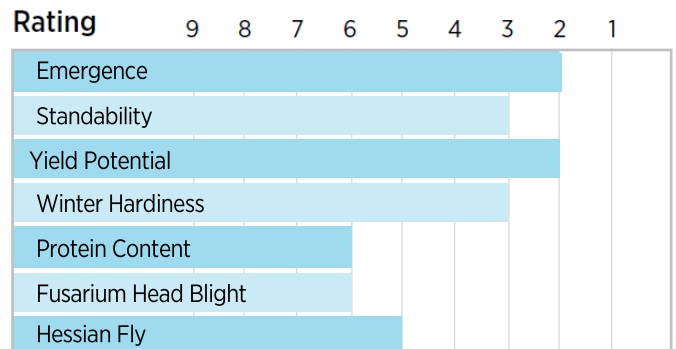 Rating 9 8 7 6 5 4 3 2 1
Emergence
Standability
Yield Potential
Winter Hardiness
Protein Content
Fusarium Head Blight
Hessian Fly